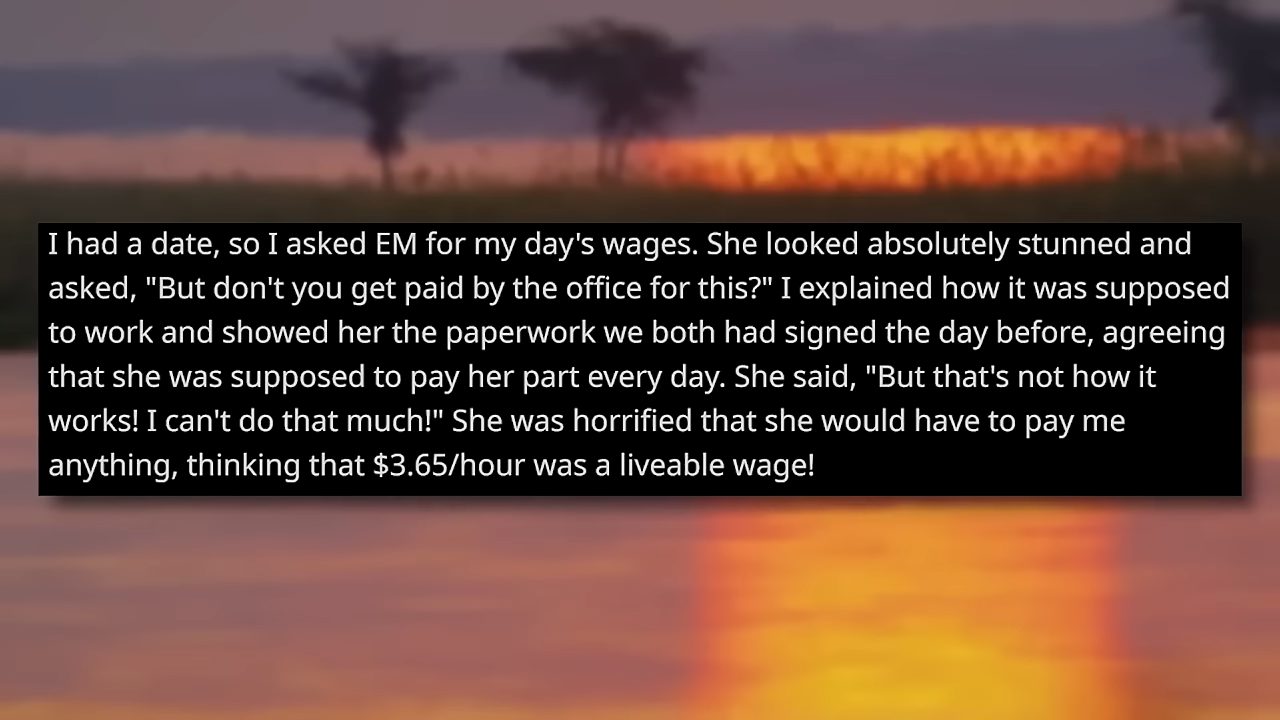 I had a date, so I asked EM for my day's wages. She looked absolutely stunned and
asked, "But don't you get paid by the office for this?" I explained how it was supposed
to work and showed her the paperwork we both had signed the day before, agreeing
that she was supposed to pay her part every day. She said, "But that's not how it
works! I can't do that much!" She was horrified that she would have to pay me
anything, thinking that $3.65/hour was a liveable wage!